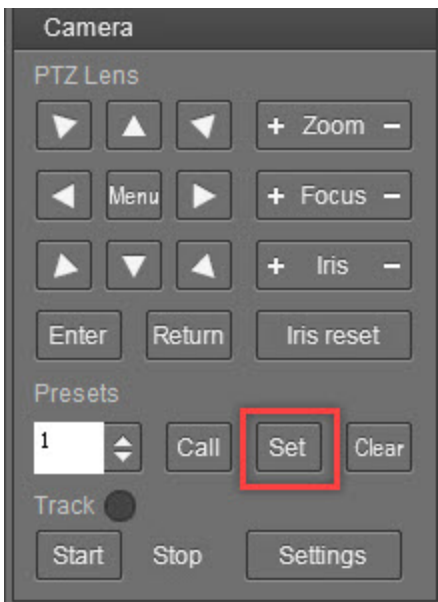 Camera
PTZ Lens
+ Zoom −
Menu + Focus −
+ Iris −
Enter Return Iris reset
Presets
1 Call Set Clear
Track
Start Stop Settings